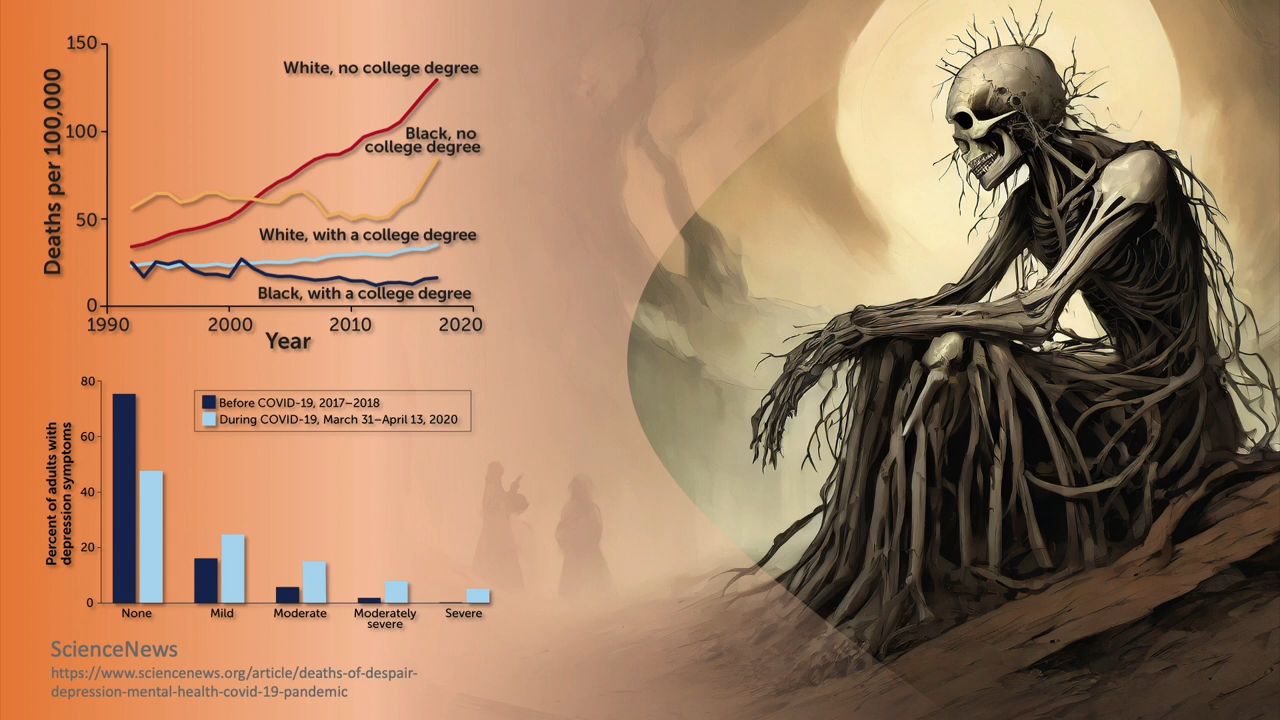 150
White, no college degree
Deaths per 100,000
100
Black, no
college degree
50
White, with a college degree
Black, with a college degree
0
1990
2000
2010
2020
Year
80
Before COVID-19, 2017–2018
During COVID-19, March 31–April 13, 2020
Percent of adults with
depression symptoms
60
40
20
0
None
Mild
Moderate
Moderately
severe
Severe
ScienceNews
https://www.sciencenews.org/article/deaths-of-despair-
depression-mental-health-covid-19-pandemic